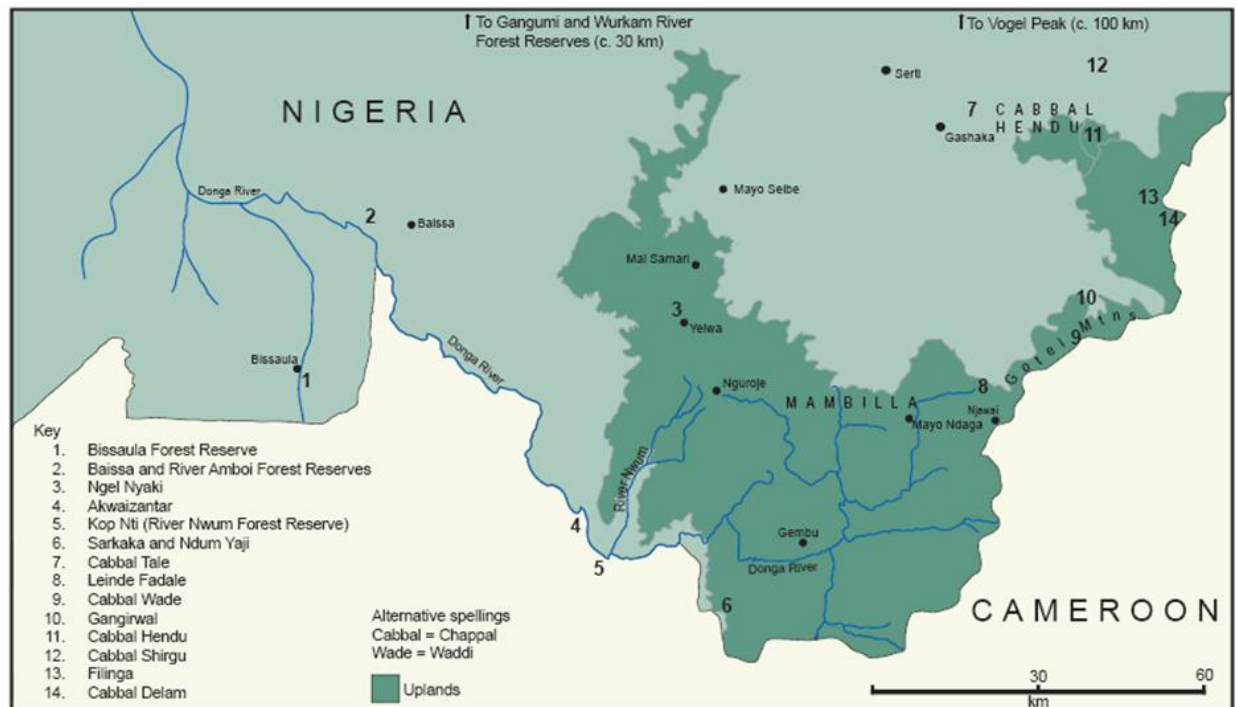 To Gangumi and Wurkam River
Forest Reserves (c. 30 km)
To Vogel Peak (c. 100 km)
12
Serti
NIGERIA
7
CABBAL
HENDU
11
Gashaka
Donga River
Mayo Selbe
13
14
2
Baissa
Mai Samari
10
3
Yelwa
Gotel Mtns
9
Donga River
Bissaula
1
Nguroje
8
MAMBILLA
Mayo Ndaga
Njawai
River Nwum
4
5
Gembu
Donga River
6
CAMEROON
Key
1. Bissaula Forest Reserve
2. Baissa and River Amboi Forest Reserves
3. Ngel Nyaki
4. Akwaizantar
5. Kop Nti (River Nwum Forest Reserve)
6. Sarkaka and Ndum Yaji
7. Cabbal Tale
8. Leinde Fadale
9. Cabbal Wade
10. Gangirwal
11. Cabbal Hendu
12. Cabbal Shirgu
13. Filinga
14. Cabbal Delam
Alternative spellings
Cabbal = Chappal
Wade = Waddi
Uplands
30
60
km